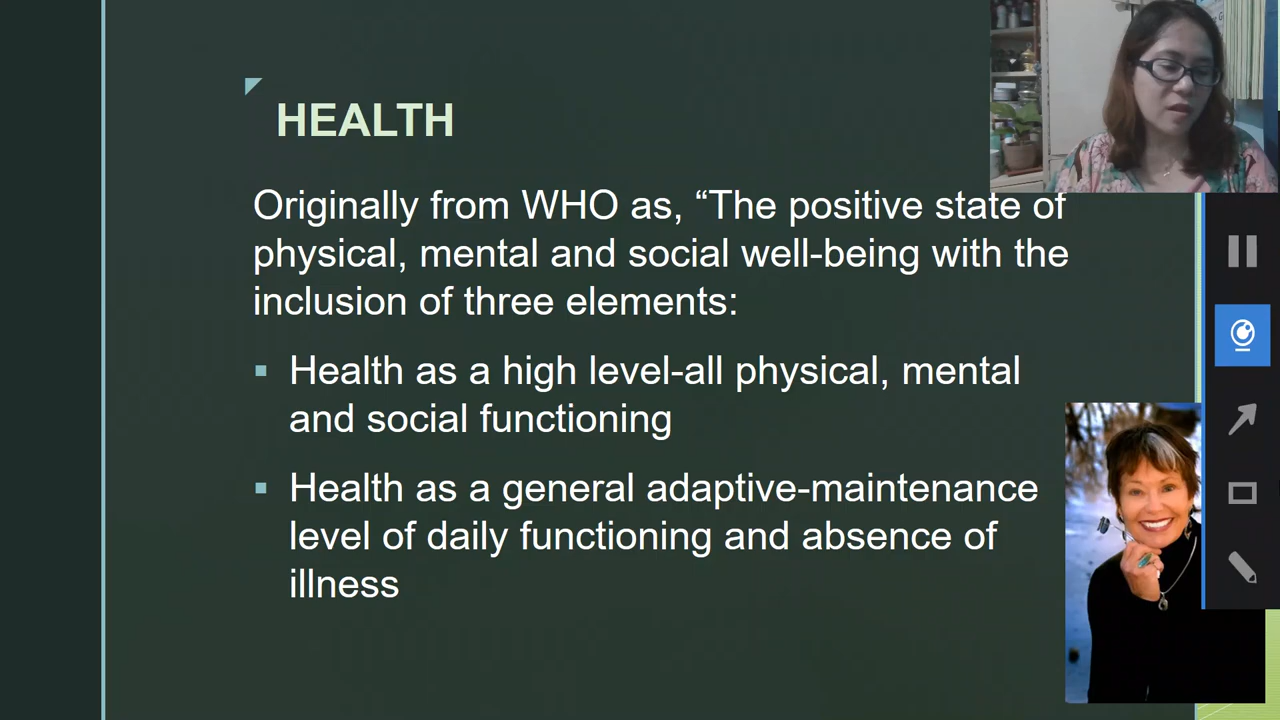 HEALTH
Originally from WHO as, “The positive state of
physical, mental and social well-being with the
inclusion of three elements:
▪ Health as a high level-all physical, mental
and social functioning
▪ Health as a general adaptive-maintenance
level of daily functioning and absence of
illness